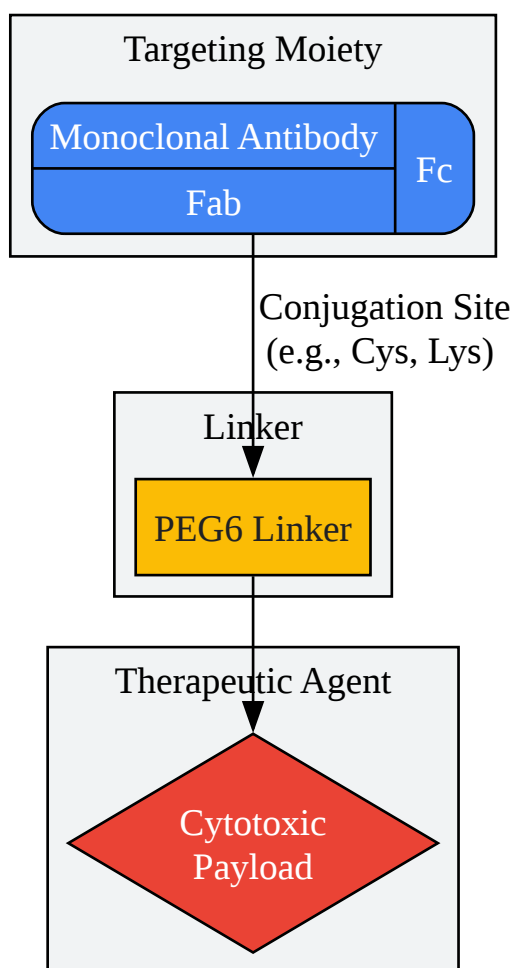 Targeting Moiety
Monoclonal Antibody
Fab
Fc
Conjugation Site
(e.g., Cys, Lys)
Linker
PEG6 Linker
Therapeutic Agent
Cytotoxic
Payload